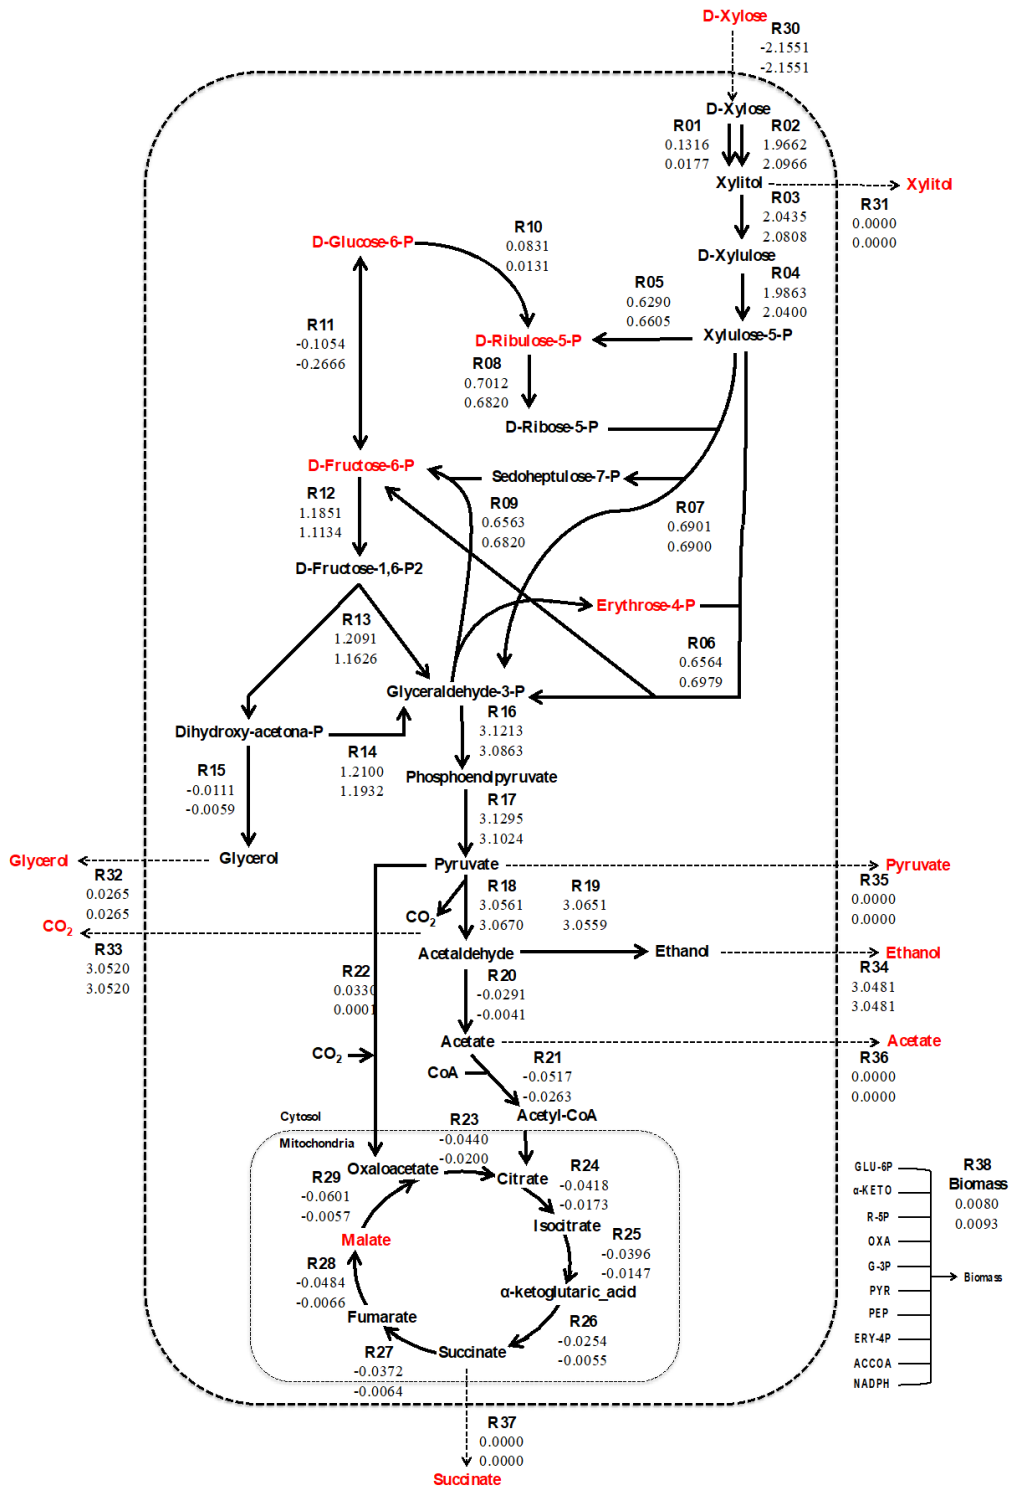 D-Xylose
R30
-2.1551
-2.1551
D-Xylose
R01
0.1316
0.0177
R02
1.9662
2.0966
Xylitol
Xylitol
R31
0.0000
0.0000
R03
2.0435
2.0808
D-Xylulose
R04
1.9863
2.0400
Xylulose-5-P
R05
0.6290
0.6605
D-Glucose-6-P
R10
0.0831
0.0131
R11
-0.1054
-0.2666
D-Ribulose-5-P
R08
0.7012
0.6820
D-Ribose-5-P
D-Fructose-6-P
Sedoheptulose-7-P
R12
1.1851
1.1134
R09
0.6563
0.6820
R07
0.6901
0.6900
D-Fructose-1,6-P2
Erythrose-4-P
R13
1.2091
1.1626
R06
0.6564
0.6979
Glyceraldehyde-3-P
Dihydroxy-acetona-P
R16
3.1213
3.0863
R14
1.2100
1.1932
R15
-0.0111
-0.0059
Phosphoenolpyruvate
R17
3.1295
3.1024
Glycerol
Glycerol
R32
0.0265
0.0265
Pyruvate
Pyruvate
R35
0.0000
0.0000
R18
3.0561
3.0670
R19
3.0651
3.0559
CO2
CO2
R33
3.0520
3.0520
Acetaldehyde
Ethanol
Ethanol
R34
3.0481
3.0481
R22
0.0330
0.0001
R20
-0.0291
-0.0041
Acetate
Acetate
R36
0.0000
0.0000
CO2
CoA
R21
-0.0517
-0.0263
Acetyl-CoA
Cytosol
Mitochondria
R23
-0.0440
-0.0200
Oxaloacetate
Citrate
R24
-0.0418
-0.0173
R29
-0.0601
-0.0057
Isocitrate
Malate
R25
-0.0396
-0.0147
R28
-0.0484
-0.0066
α-ketoglutaric_acid
Fumarate
R26
-0.0254
-0.0055
Succinate
R27
-0.0372
-0.0064
R37
0.0000
0.0000
Succinate
GLU-6P
α-KETO
R-5P
OXA
G-3P
PYR
PEP
ERY-4P
ACCOA
NADPH
R38
Biomass
0.0080
0.0093
Biomass